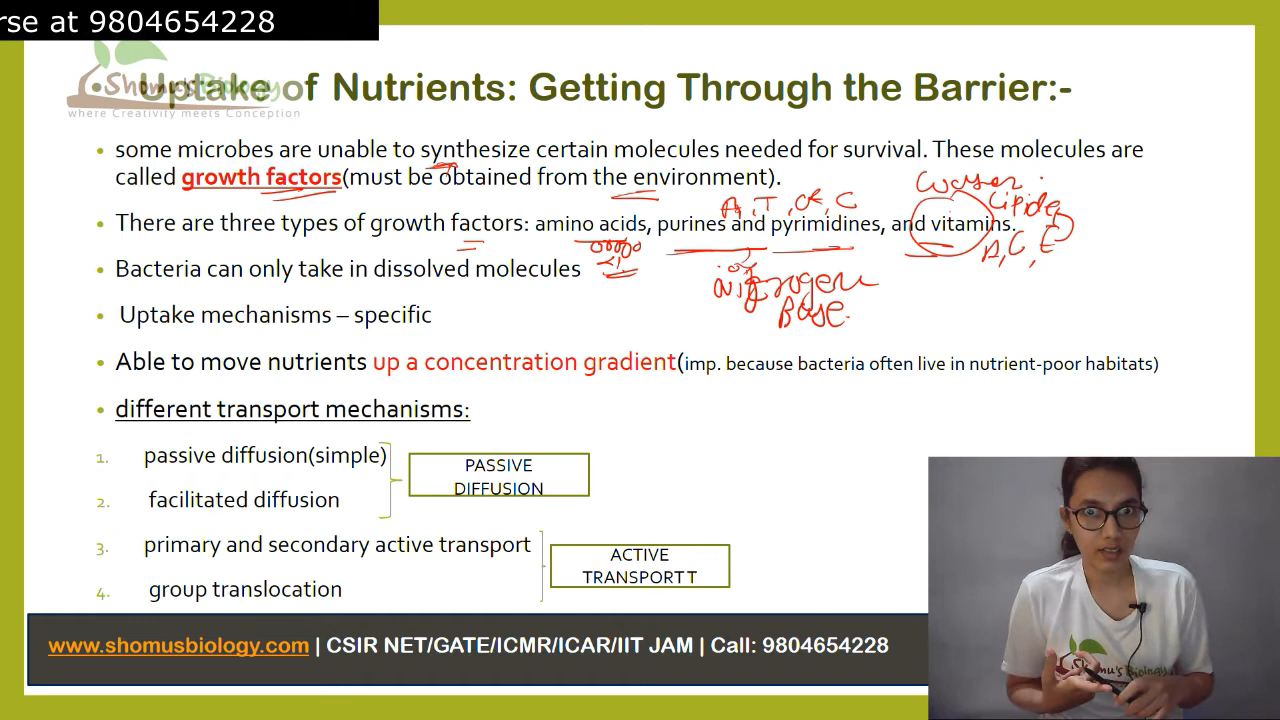 rse at 9804654228
Shomu's Biology
where Creativity meets Conception
Uptake of Nutrients: Getting Through the Barrier:-
• some microbes are unable to synthesize certain molecules needed for survival. These molecules are
called growth factors(must be obtained from the environment).
A, T, G, C
water
Lipide
• There are three types of growth factors: amino acids, purines and pyrimidines, and vitamins.
• Bacteria can only take in dissolved molecules
Nitrogen
Base
Uptake mechanisms – specific
• Able to move nutrients up a concentration gradient(imp. because bacteria often live in nutrient-poor habitats)
• different transport mechanisms:
1. passive diffusion(simple)
2. facilitated diffusion
PASSIVE
DIFFUSION
3. primary and secondary active transport
4. group translocation
ACTIVE
TRANSPORTT
www.shomusbiology.com | CSIR NET/GATE/ICMR/ICAR/IIT JAM | Call: 9804654228
Shomu's Biology